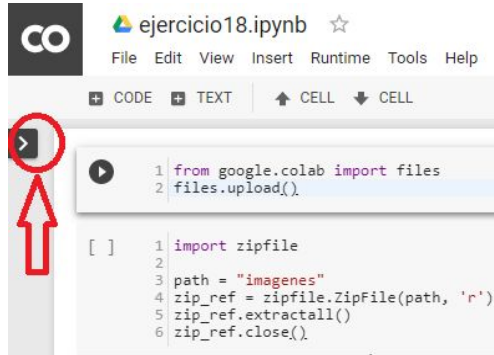 CO
ejercicio18.ipynb
File Edit View Insert Runtime Tools Help
CODE TEXT CELL CELL
1 from google.colab import files
2 files.upload()
[ ] 1 import zipfile
2
3 path = "imagenes"
4 zip_ref = zipfile.ZipFile(path, 'r')
5 zip_ref.extractall()
6 zip_ref.close()